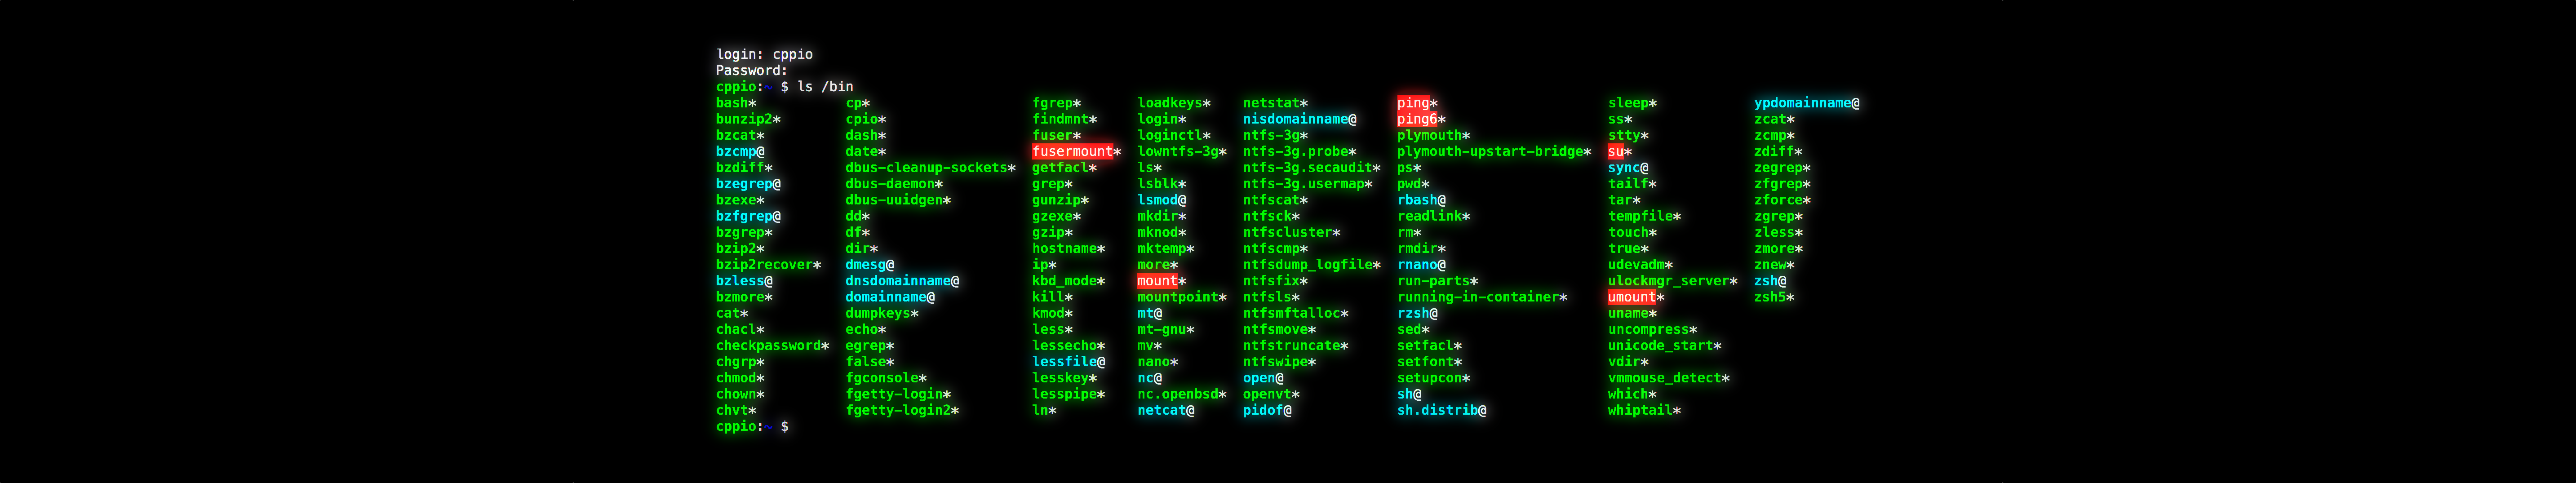 login: cppio
Password:
cppio:~ $ ls /bin
bash* cp* fgrep* loadkeys* netstat* ping* sleep* ypdomainname@
bunzip2* cpio* findmnt* login* nisdomainname@ ping6* ss* zcat*
bzcat* dash* fuser* loginctl* ntfs-3g* plymouth* stty* zcmp*
bzcmp@ date* fusermount* lowntfs-3g* ntfs-3g.probe* plymouth-upstart-bridge* su* zdiff*
bzdiff* dbus-cleanup-sockets* getfacl* ls* ntfs-3g.secaudit* ps* sync@ zegrep*
bzegrep@ dbus-daemon* grep* lsblk* ntfs-3g.usermap* pwd* tailf* zfgrep*
bzexe* dbus-uuidgen* gunzip* lsmod@ ntfscat* rbash@ tar* zforce*
bzfgrep@ dd* gzexe* mkdir* ntfsck* readlink* tempfile* zgrep*
bzgrep* df* gzip* mknod* ntfscluster* rm* touch* zless*
bzip2* dir* hostname* mktemp* ntfscmp* rmdir* true* zmore*
bzip2recover* dmesg@ ip* more* ntfsdump_logfile* rnano@ udevadm* znew*
bzless@ dnsdomainname@ kbd_mode* mount* ntfsfix* run-parts* ulockmgr_server* zsh@
bzmore* domainname@ kill* mountpoint* ntfsls* running-in-container* umount* zsh5*
cat* dumpkeys* kmod* mt@ ntfsmftalloc* rzsh@ uname*
chacl* echo* less* mt-gnu* ntfsmove* sed* uncompress*
checkpassword* egrep* lessecho* mv* ntfstruncate* setfacl* unicode_start*
chgrp* false* lessfile@ nano* ntfswipe* setfont* vdir*
chmod* fgconsole* lesskey* nc@ open@ setupcon* vmmouse_detect*
chown* fgetty-login* lesspipe* nc.openbsd* openvt* sh@ which*
chvt* fgetty-login2* ln* netcat@ pidof@ sh.distrib@ whiptail*
cppio:~ $